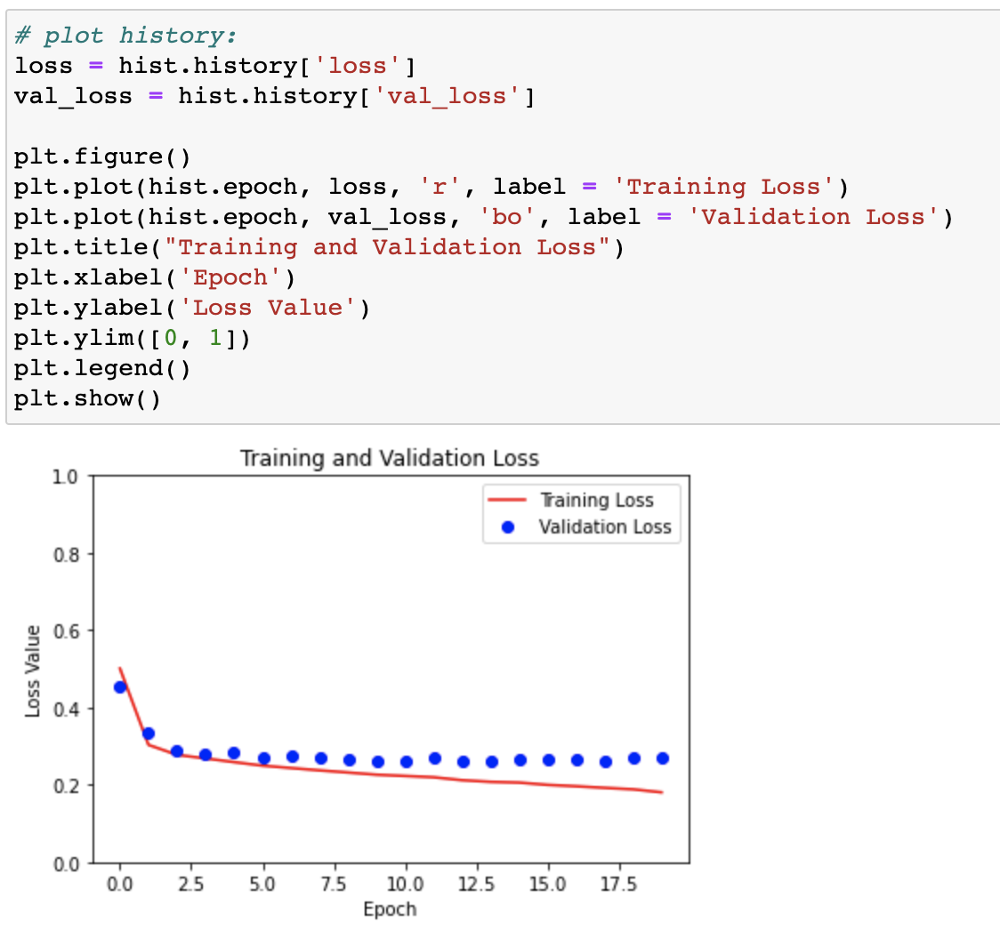 # plot history:
loss = hist.history['loss']
val_loss = hist.history['val_loss']
plt.figure()
plt.plot(hist.epoch, loss, 'r', label = 'Training Loss')
plt.plot(hist.epoch, val_loss, 'bo', label = 'Validation Loss')
plt.title("Training and Validation Loss")
plt.xlabel('Epoch')
plt.ylabel('Loss Value')
plt.ylim([0, 1])
plt.legend()
plt.show()
Training and Validation Loss
Training Loss
Validation Loss
Loss Value
1.0
0.8
0.6
0.4
0.2
0.0
0.0 2.5 5.0 7.5 10.0 12.5 15.0 17.5
Epoch